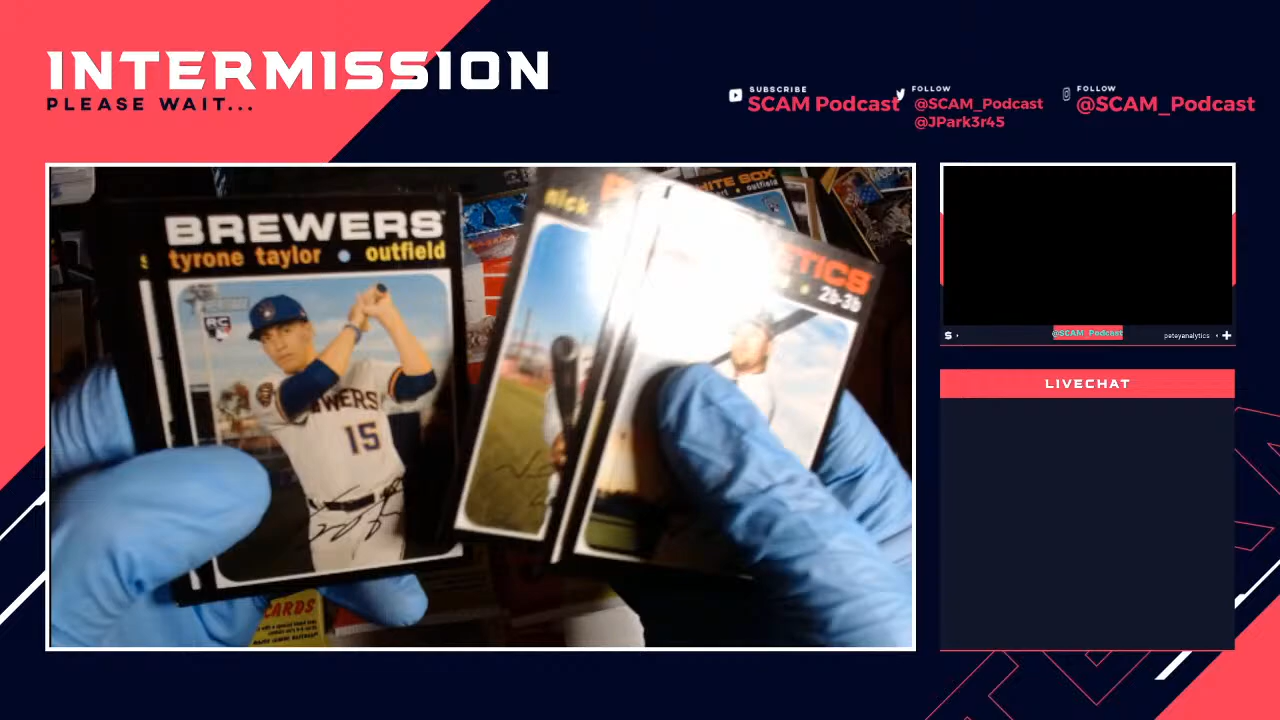 INTERMISSION
PLEASE WAIT...
SUBSCRIBE
SCAM Podcast
FOLLOW
@SCAM_Podcast
@JPark3r45
FOLLOW
@SCAM_Podcast
BREWERS
tyrone taylor • outfield
RC
BREWERS
15
nick
WHITE SOX
outfield
2b-3b
CARDS
$
@SCAM_Podcast
peteyanalytics
LIVECHAT